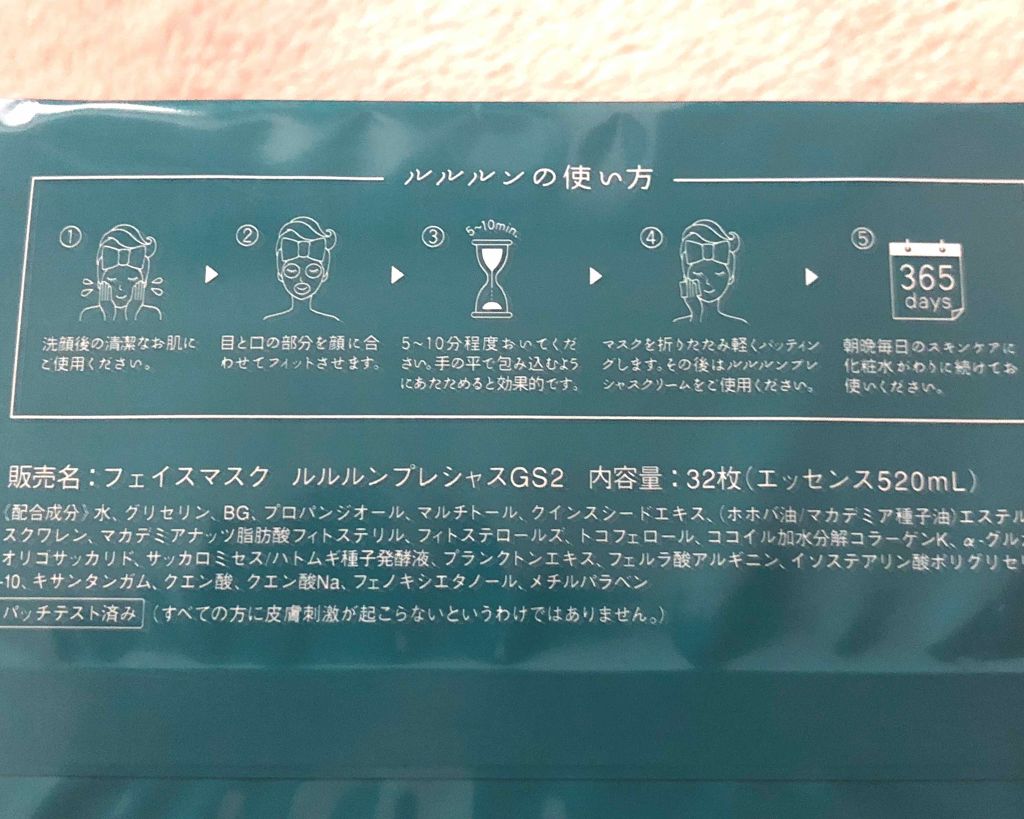 ルルルンの使い方
①
②
③
5~10min.
④
⑤
365
days
洗顔後の清潔なお肌に
ご使用ください。
目と口の部分を顔に合
わせてフィットさせます。
5~10分程度おいてくだ
さい。手の平で包み込むよう
にあたためると効果的です。
マスクを折りたたみ軽くパッティン
グします。その後はルルルンプレ
シャスクリームをご使用ください。
朝晩毎日のスキンケアに
化粧水がわりに続けてお
使いください。
販売名：フェイスマスク ルルルンプレシャスGS2 内容量：32枚(エッセンス520mL)
《配合成分》水、グリセリン、BG、プロパンジオール、マルチトール、クインスシードエキス、(ホホバ油/マカデミア種子油)エステル
スクワレン、マカデミアナッツ脂肪酸フィトステリル、フィトステロールズ、トコフェロール、ココイル加水分解コラーゲンK、α-グル
オリゴサッカリド、サッカロミセス/ハトムギ種子発酵液、プランクトンエキス、フェルラ酸アルギニン、イソステアリン酸ポリグリセリ
-10、キサンタンガム、クエン酸、クエン酸Na、フェノキシエタノール、メチルパラベン
パッチテスト済み (すべての方に皮膚刺激が起こらないというわけではありません。)